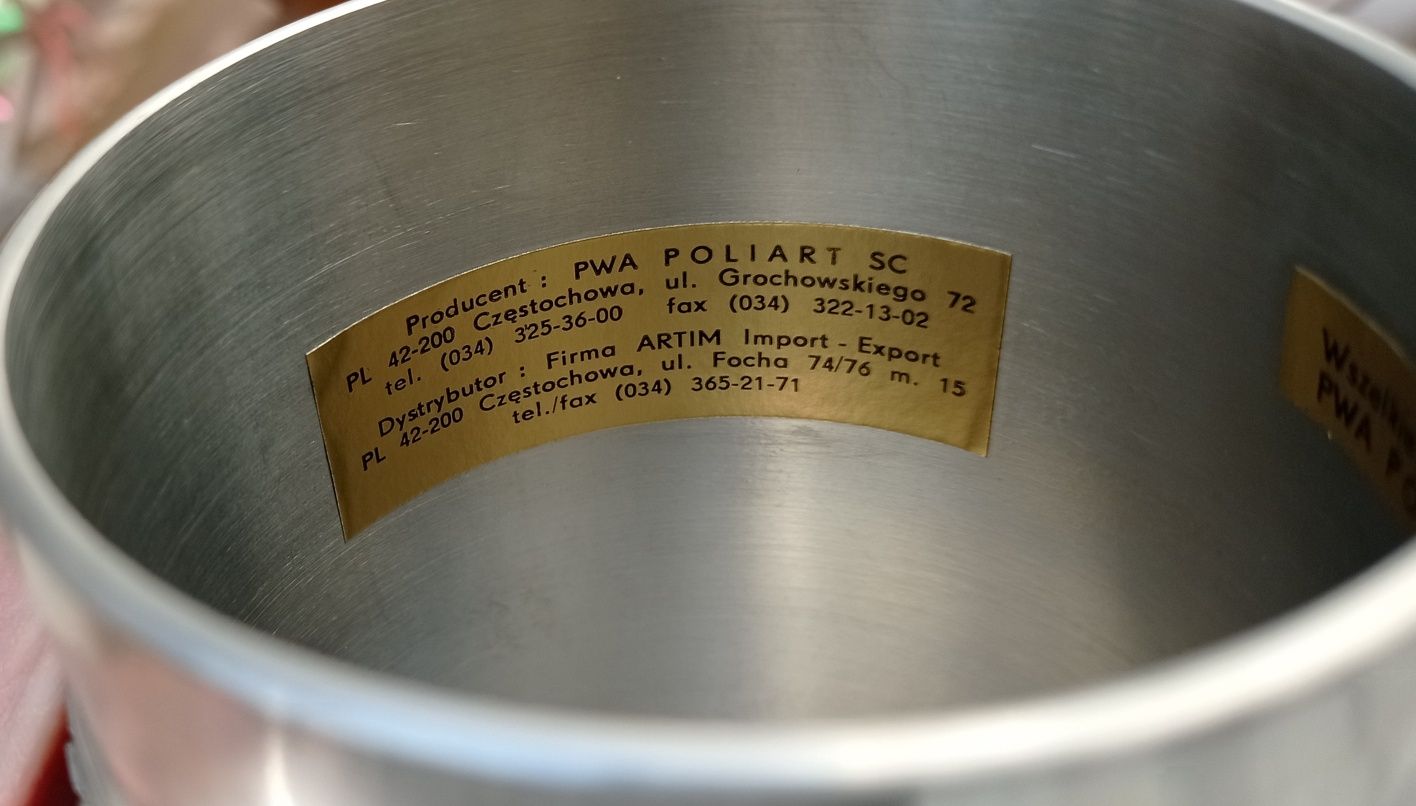 Producent : PWA POLIART SC
PL 42-200 Częstochowa, ul. Grochowskiego 72
tel. (034) 325-36-00 fax (034) 322-13-02
Dystrybutor : Firma ARTIM Import - Export
PL 42-200 Częstochowa, ul. Focha 74/76 m. 15
tel./fax (034) 365-21-71
PWA